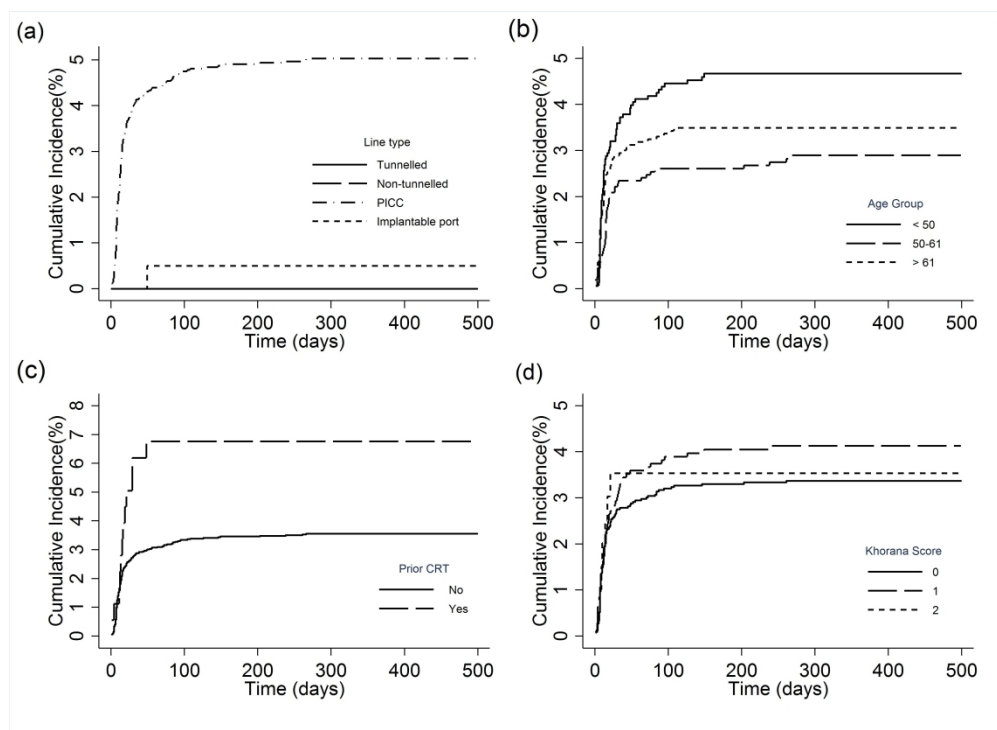 (a)
Cumulative Incidence(%)
5
4
3
2
1
0
Line type
Tunnelled
Non-tunnelled
PICC
Implantable port
0 100 200 300 400 500
Time (days)
(b)
Cumulative Incidence(%)
5
4
3
2
1
0
Age Group
< 50
50-61
> 61
0 100 200 300 400 500
Time (days)
(c)
Cumulative Incidence(%)
8
7
6
5
4
3
2
1
0
Prior CRT
No
Yes
0 100 200 300 400 500
Time (days)
(d)
Cumulative Incidence(%)
5
4
3
2
1
0
Khorana Score
0
1
2
0 100 200 300 400 500
Time (days)